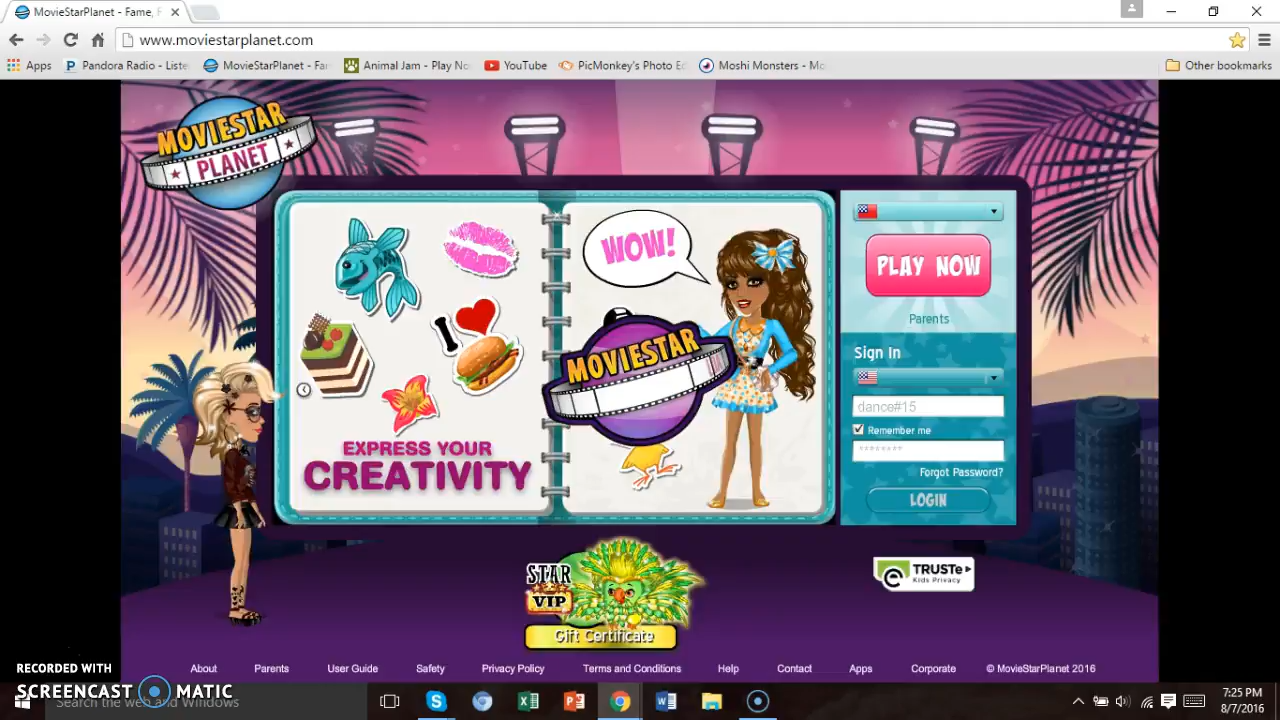 MovieStarPlanet - Fame, F
www.moviestarplanet.com
Apps
Pandora Radio - Liste
MovieStarPlanet - Fa
Animal Jam - Play No
YouTube
PicMonkey's Photo E
Moshi Monsters - Mo
Other bookmarks
MOVIESTAR
PLANET
WOW!
I
MOVIESTAR
EXPRESS YOUR
CREATIVITY
PLAY NOW
Parents
Sign In
dance#15
Remember me
********
Forgot Password?
LOGIN
STAR
VIP
Gift Certificate
TRUSTe
Kids Privacy
About Parents User Guide Safety Privacy Policy Terms and Conditions Help Contact Apps Corporate © MovieStarPlanet 2016
RECORDED WITH
SCREENCAST MATIC
Search the web and Windows
7:25 PM
8/7/2016